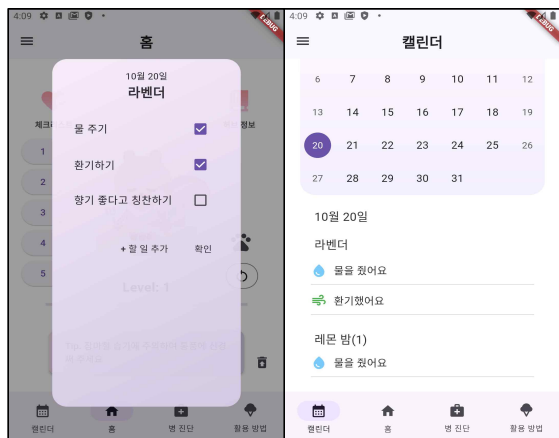 4:09
DEBUG
홈
체크리
정보
1
2
3
4
5
Level: 1
10월 20일
라벤더
물 주기
환기하기
향기 좋다고 칭찬하기
+ 할 일 추가 확인
캘린더 홈 병 진단 활용 방법
4:09
DEBUG
캘린더
6 7 8 9 10 11 12
13 14 15 16 17 18 19
20 21 22 23 24 25 26
27 28 29 30 31
10월 20일
라벤더
물을 줬어요
환기했어요
레몬 밤(1)
물을 줬어요
캘린더 홈 병 진단 활용 방법